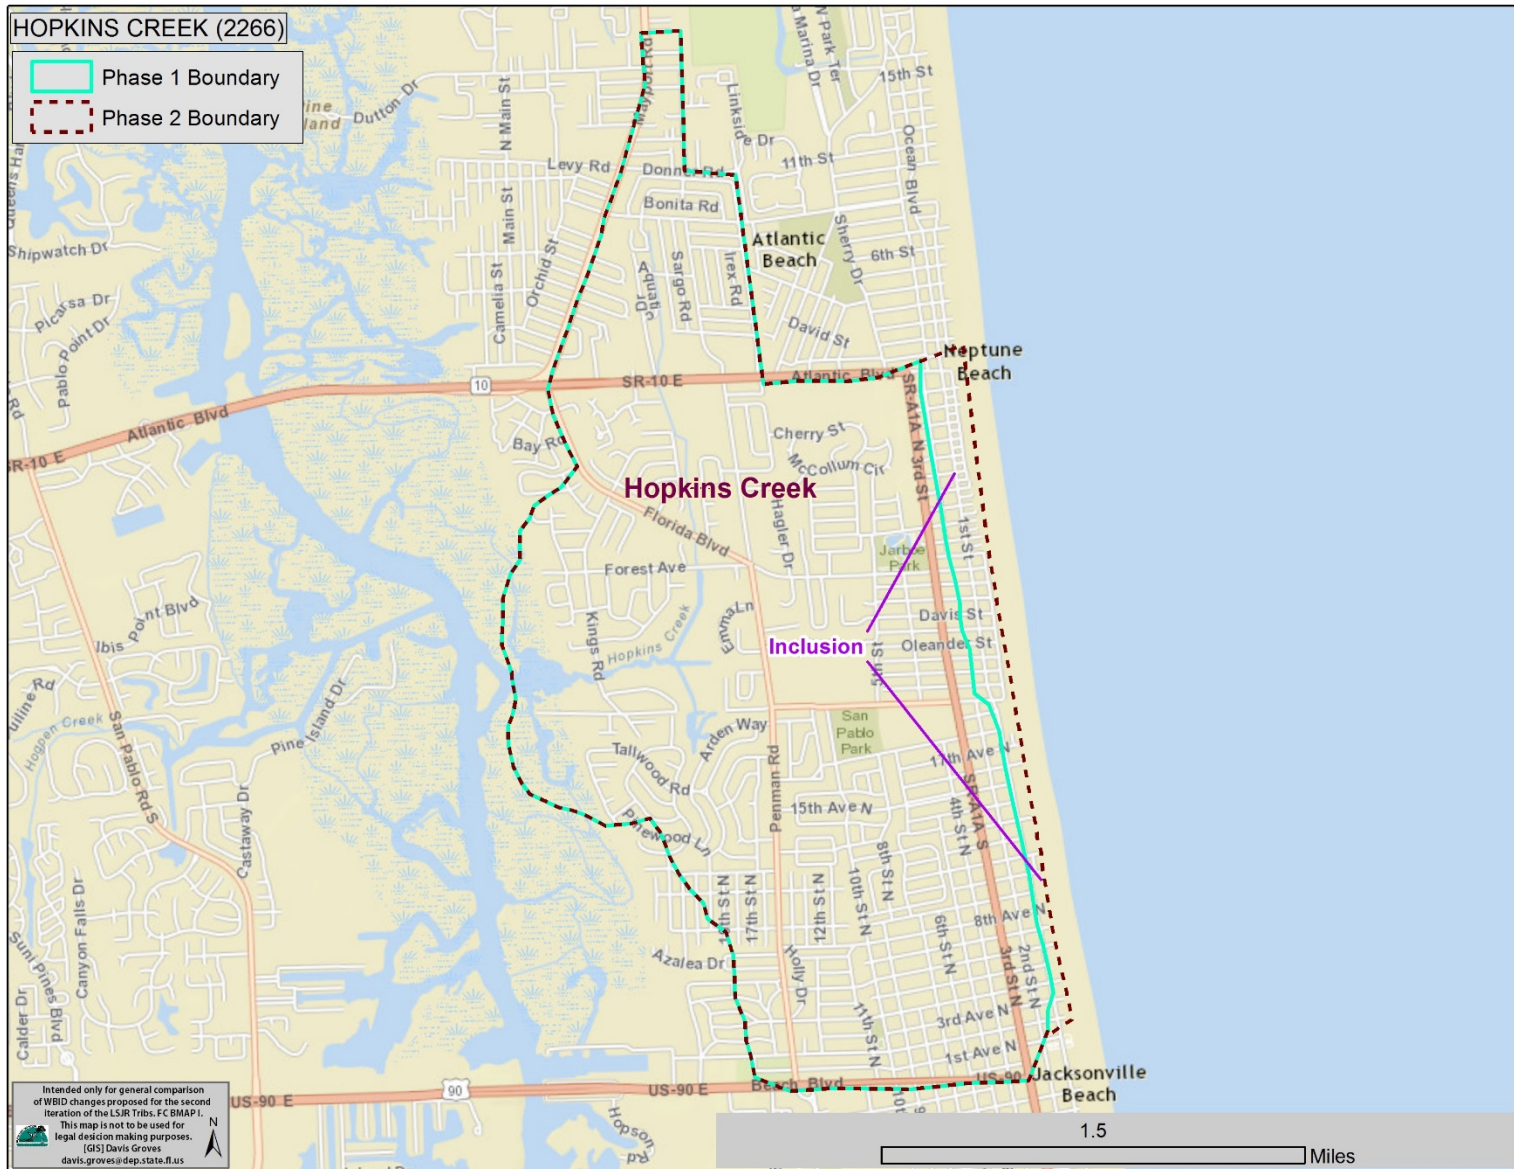 HOPKINS CREEK (2266)
Phase 1 Boundary
Phase 2 Boundary
Mayport Rd
N Main St
Dutton Dr
Linkside Dr
a Marina Dr
N Park Ter
15th St
11th St
Ocean Blvd
Levy Rd
Donner Rd
Bonita Rd
Main St
Orchid St
Camelia St
Aquatic Dr
Sargo Rd
Irex Rd
Atlantic
Beach
Sherry Dr
6th St
Shipwatch Dr
Picarsa Dr
Pablo Point Dr
David St
Neptune
Beach
10
SR-10 E
Atlantic Blvd
Atlantic Blvd
SR-10 E
SR-A1A N
3rd St
Bay Rd
Cherry St
McCollum Cir
Hopkins Creek
Florida Blvd
Hagler Dr
1st St
Jarboe
Park
Forest Ave
Kings Rd
Hopkins Creek
Emma Ln
Davis St
Oleander St
Inclusion
5th St
Ibis Point Blvd
Hogpen Creek
San Pablo Rd S
Pine Island Dr
Castaway Dr
Arden Way
Tallwood Rd
San
Pablo
Park
17th Ave N
SR-A1A S
Penman Rd
15th Ave N
4th St N
Pinewood Ln
8th St N
10th St N
12th St N
17th St N
8th Ave N
6th St N
2nd St N
3rd St N
Azalea Dr
Holly Dr
11th St N
3rd Ave N
1st Ave N
Canyon Falls Dr
Suni Pines Blvd
Calder Dr
Jacksonville
Beach
90
US-90 E
US-90 E
Beach Blvd
US-90
Hopson Rd
Intended only for general comparison
of WBID changes proposed for the second
iteration of the LSJR Tribs. FC BMAP I.
This map is not to be used for
legal desicion making purposes.
[GIS] Davis Groves
davis.groves@dep.state.fl.us
N
1.5
Miles